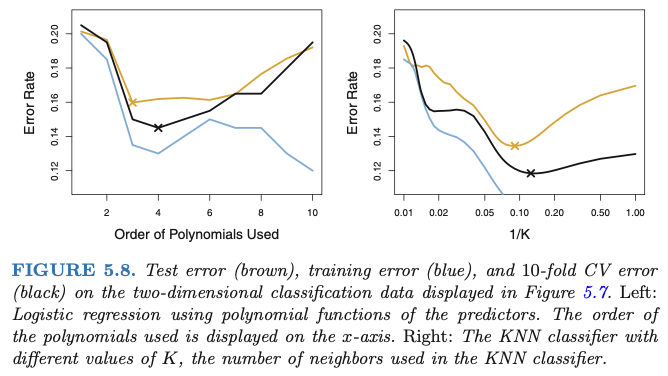 Error Rate
0.20
0.18
0.16
0.14
0.12
2
4
6
8
10
Order of Polynomials Used
Error Rate
0.20
0.18
0.16
0.14
0.12
0.01
0.02
0.05
0.10
0.20
0.50
1.00
1/K
FIGURE 5.8. Test error (brown), training error (blue), and 10-fold CV error
(black) on the two-dimensional classification data displayed in Figure 5.7. Left:
Logistic regression using polynomial functions of the predictors. The order of
the polynomials used is displayed on the x-axis. Right: The KNN classifier with
different values of K, the number of neighbors used in the KNN classifier.